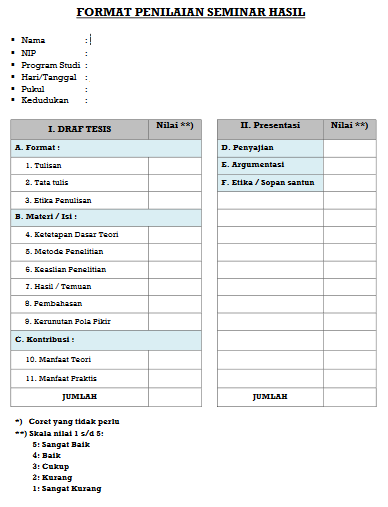 FORMAT PENILAIAN SEMINAR HASIL
▪ Nama :
▪ NIP :
▪ Program Studi :
▪ Hari/Tanggal :
▪ Pukul :
▪ Kedudukan :
I. DRAF TESIS Nilai **)
A. Format :
1. Tulisan
2. Tata tulis
3. Etika Penulisan
B. Materi / Isi :
4. Ketetapan Dasar Teori
5. Metode Penelitian
6. Keaslian Penelitian
7. Hasil / Temuan
8. Pembahasan
9. Kerunutan Pola Pikir
C. Kontribusi :
10. Manfaat Teori
11. Manfaat Praktis
JUMLAH
II. Presentasi Nilai **)
D. Penyajian
E. Argumentasi
F. Etika / Sopan santun
JUMLAH
*) Coret yang tidak perlu
**) Skala nilai 1 s/d 5:
5: Sangat Baik
4: Baik
3: Cukup
2: Kurang
1: Sangat Kurang